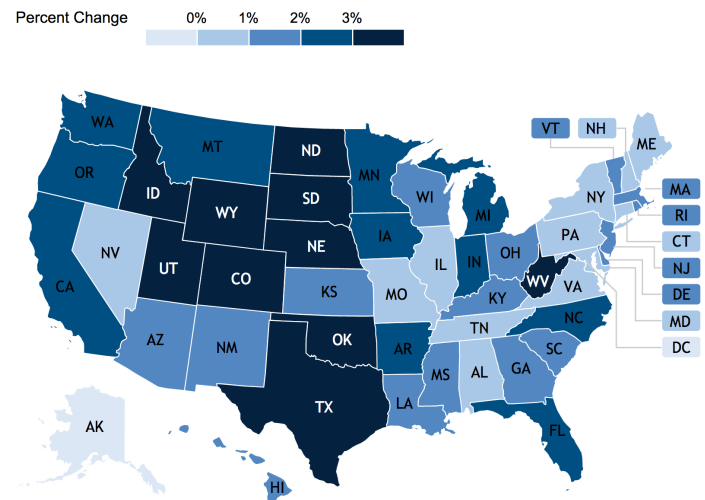 Percent Change 0% 1% 2% 3%
VT NH
ME
WA
MT
ND
MN
OR
ID
SD
WI
MI
NY
MA
RI
CT
WY
NE
IA
PA
NJ
NV
UT
CO
IL
IN
OH
WV
VA
DE
MD
CA
KS
MO
KY
NC
DC
AZ
NM
OK
AR
TN
SC
MS
AL
GA
TX
LA
AK
FL
HI